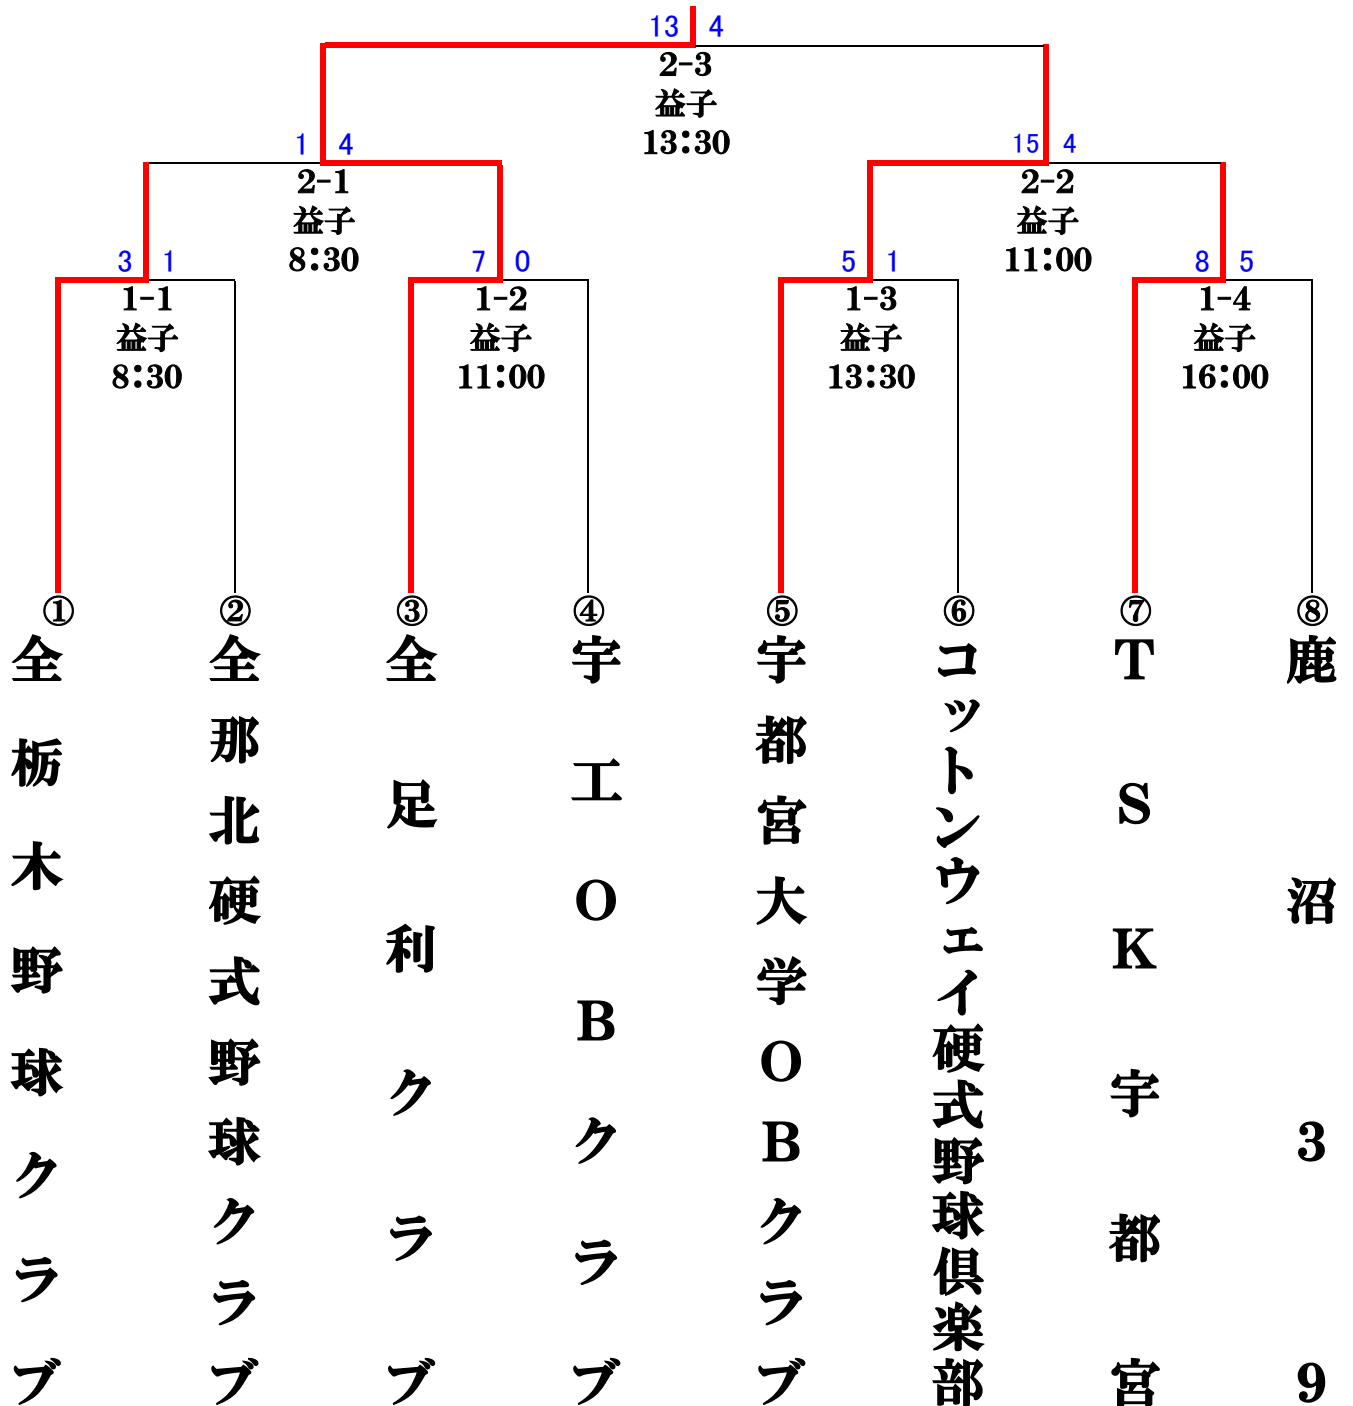 13 4
2-3
益子
13:30
1 4
2-1
益子
8:30
15 4
2-2
益子
11:00
3 1
1-1
益子
8:30
7 0
1-2
益子
11:00
5 1
1-3
益子
13:30
8 5
1-4
益子
16:00
①
全栃木野球クラブ
②
全那北硬式野球クラブ
③
全足利クラブ
④
宇工OBクラブ
⑤
宇都宮大学OBクラブ
⑥
コットンウェイ硬式野球倶楽部
⑦
TSK宇都宮
⑧
鹿沼39